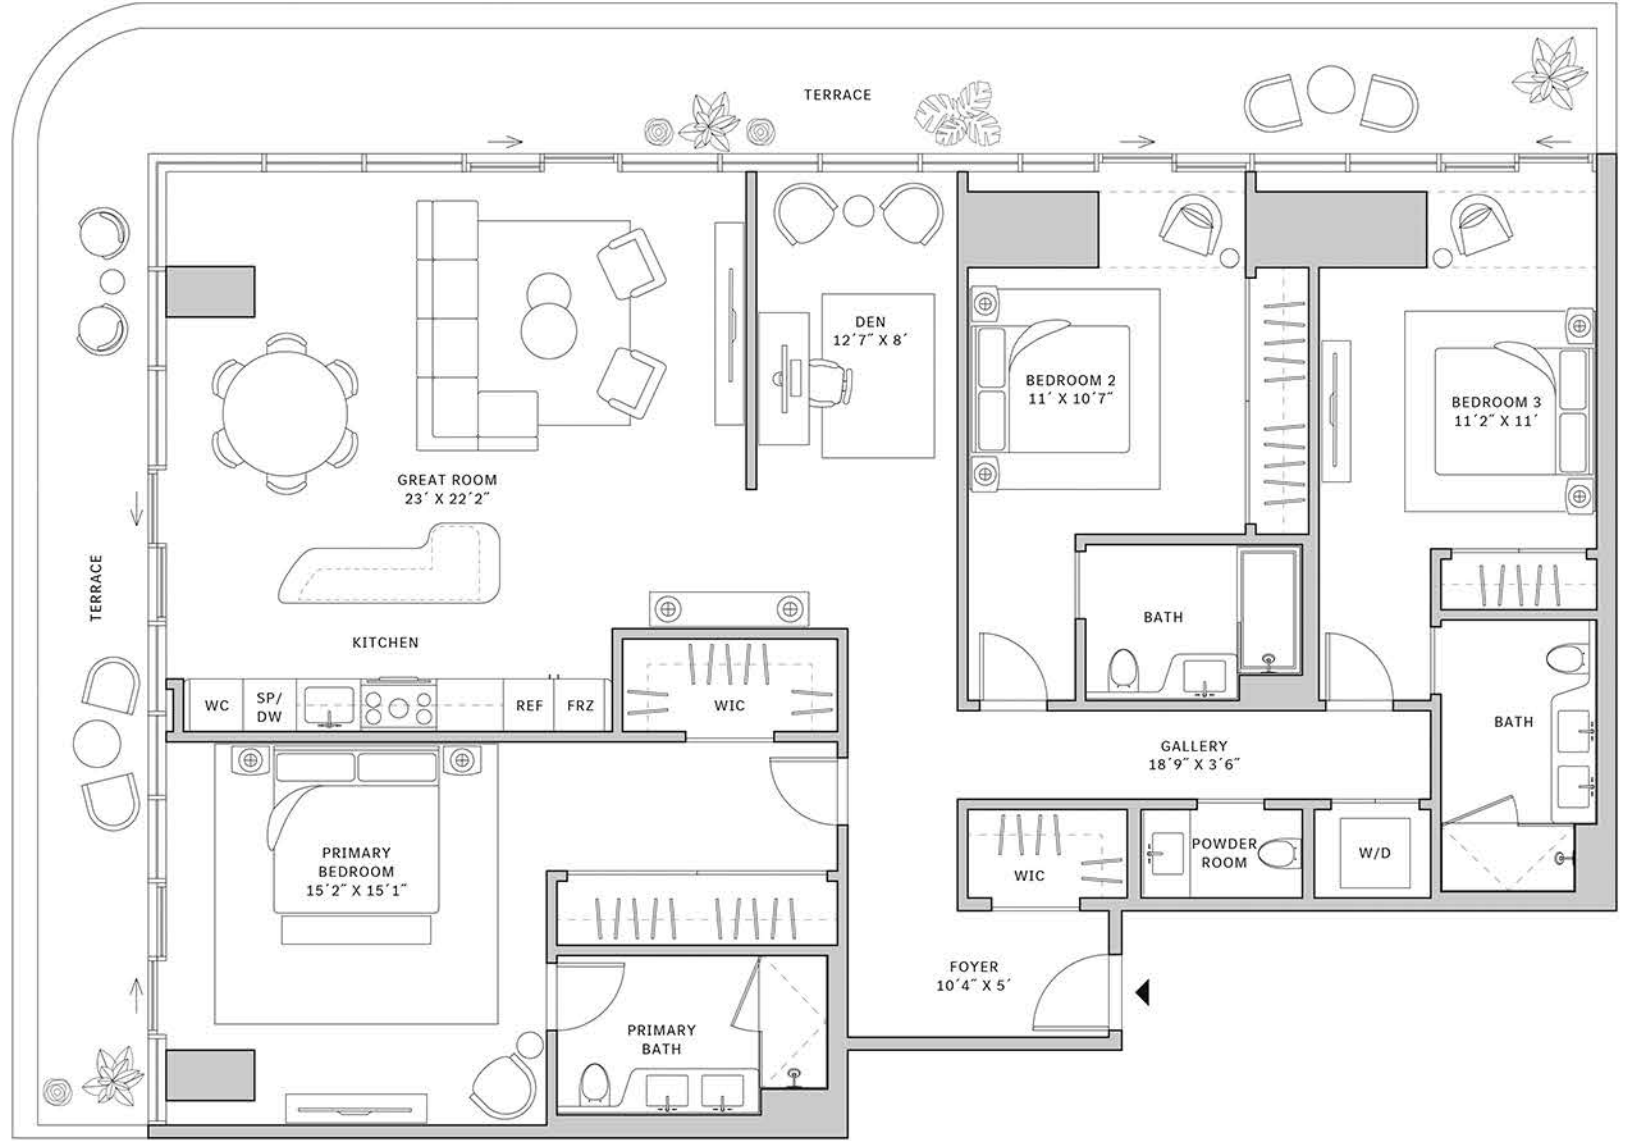 TERRACE
DEN
12´7˝ X 8´
BEDROOM 2
11´ X 10´7˝
BEDROOM 3
11´2˝ X 11´
GREAT ROOM
23´ X 22´2˝
TERRACE
KITCHEN
BATH
WC
SP/
DW
REF
FRZ
WIC
BATH
GALLERY
18´9˝ X 3´6˝
PRIMARY
BEDROOM
15´2˝ X 15´1˝
WIC
POWDER
ROOM
W/D
FOYER
10´4˝ X 5´
PRIMARY
BATH